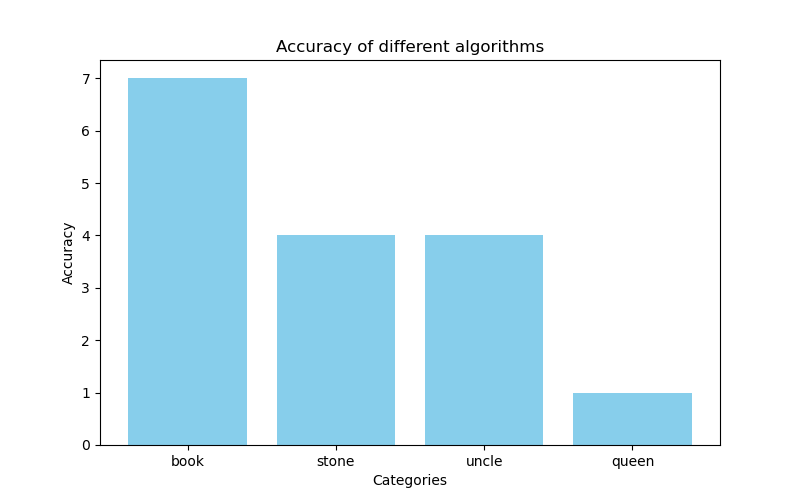 Accuracy of different algorithms
Accuracy
7
6
5
4
3
2
1
0
book stone uncle queen
Categories